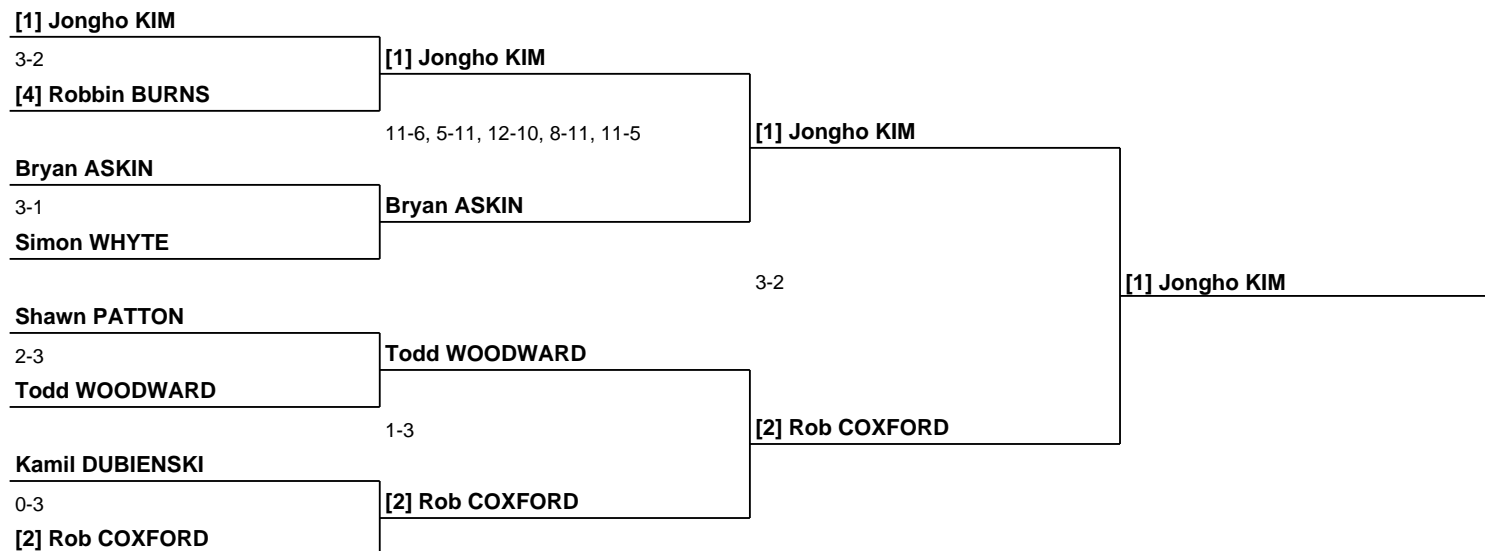 [1] Jongho KIM
3-2
[1] Jongho KIM
[4] Robbin BURNS
11-6, 5-11, 12-10, 8-11, 11-5
[1] Jongho KIM
Bryan ASKIN
3-1
Bryan ASKIN
Simon WHYTE
3-2
[1] Jongho KIM
Shawn PATTON
2-3
Todd WOODWARD
Todd WOODWARD
1-3
[2] Rob COXFORD
Kamil DUBIENSKI
0-3
[2] Rob COXFORD
[2] Rob COXFORD